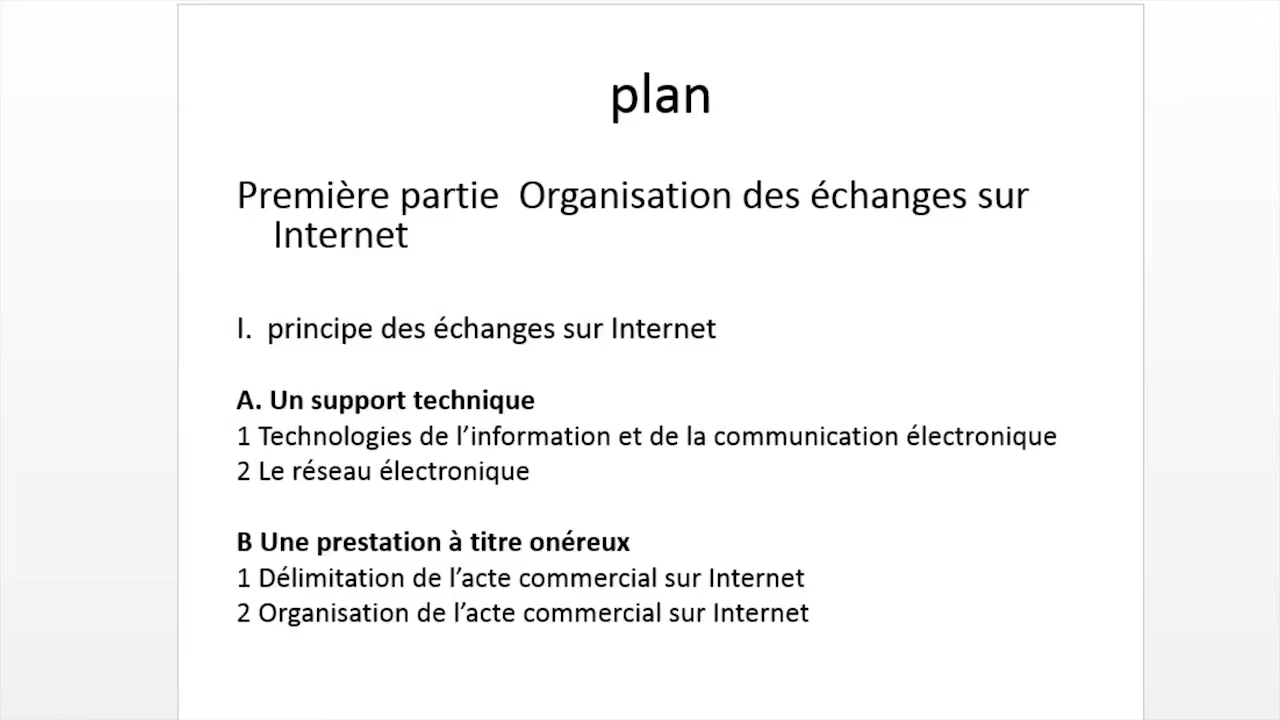 plan
Première partie  Organisation des échanges sur
Internet
I.  principe des échanges sur Internet
A. Un support technique
1 Technologies de l’information et de la communication électronique
2 Le réseau électronique
B Une prestation à titre onéreux
1 Délimitation de l’acte commercial sur Internet
2 Organisation de l’acte commercial sur Internet